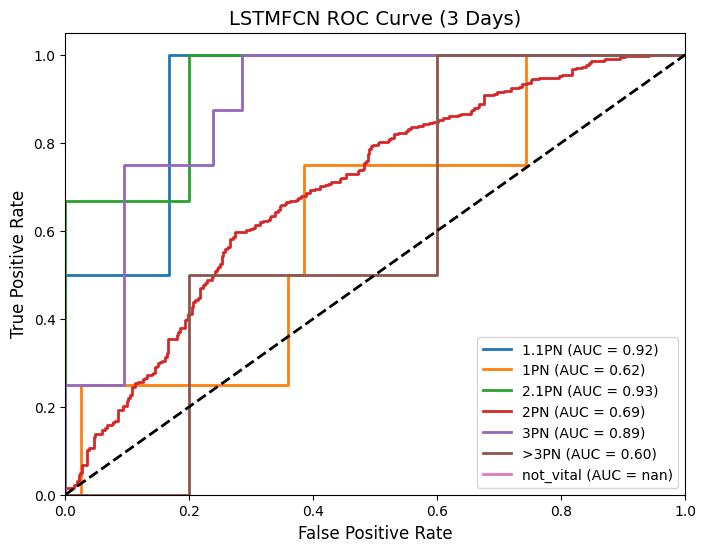 LSTMFCN ROC Curve (3 Days)
True Positive Rate
1.0
0.8
0.6
0.4
0.2
0.0
1.1PN (AUC = 0.92)
1PN (AUC = 0.62)
2.1PN (AUC = 0.93)
2PN (AUC = 0.69)
3PN (AUC = 0.89)
>3PN (AUC = 0.60)
not_vital (AUC = nan)
0.0 0.2 0.4 0.6 0.8 1.0
False Positive Rate